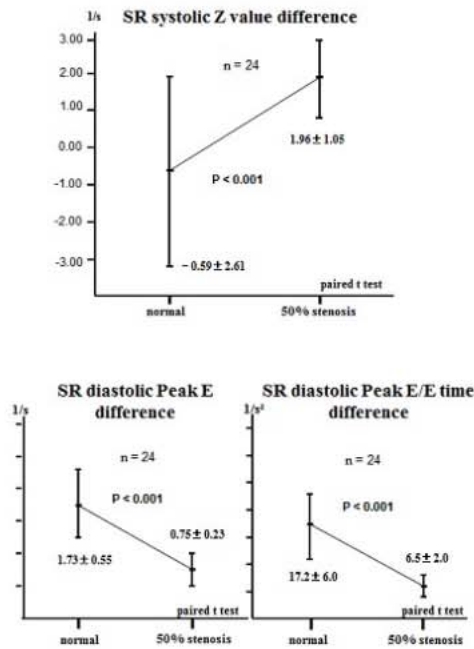 SR systolic Z value difference
1/s
3.00
n = 24
2.00
1.00
1.96 ± 1.05
0.00
P < 0.001
-1.00
-2.00
-3.00
− 0.59 ± 2.61
paired t test
normal
50% stenosis
SR diastolic Peak E
difference
1/s
n = 24
P < 0.001
0.75 ± 0.23
1.73 ± 0.55
paired t test
normal
50% stenosis
SR diastolic Peak E/E time
difference
1/s²
n = 24
P < 0.001
6.5 ± 2.0
17.2 ± 6.0
paired t test
normal
50% stenosis